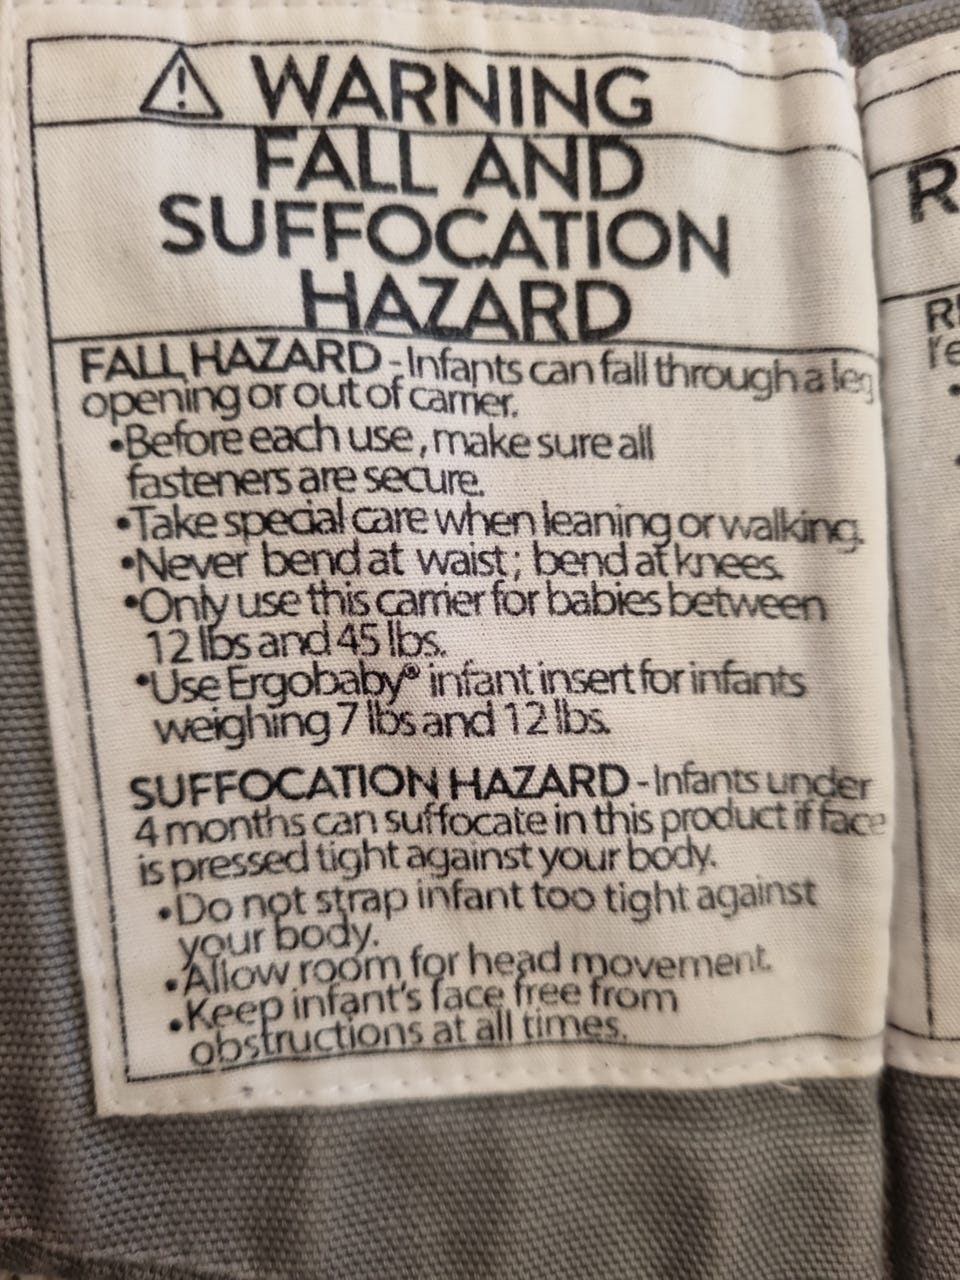 WARNING
FALL AND
SUFFOCATION
HAZARD
FALL HAZARD - Infants can fall through a leg
opening or out of carrier.
•Before each use, make sure all
fasteners are secure.
•Take special care when leaning or walking.
•Never bend at waist; bend at knees.
•Only use this carrier for babies between
12 lbs and 45 lbs.
•Use Ergobaby® infant insert for infants
weighing 7 lbs and 12 lbs.
SUFFOCATION HAZARD - Infants under
4 months can suffocate in this product if face
is pressed tight against your body.
•Do not strap infant too tight against
your body.
•Allow room for head movement.
•Keep infant's face free from
obstructions at all times.